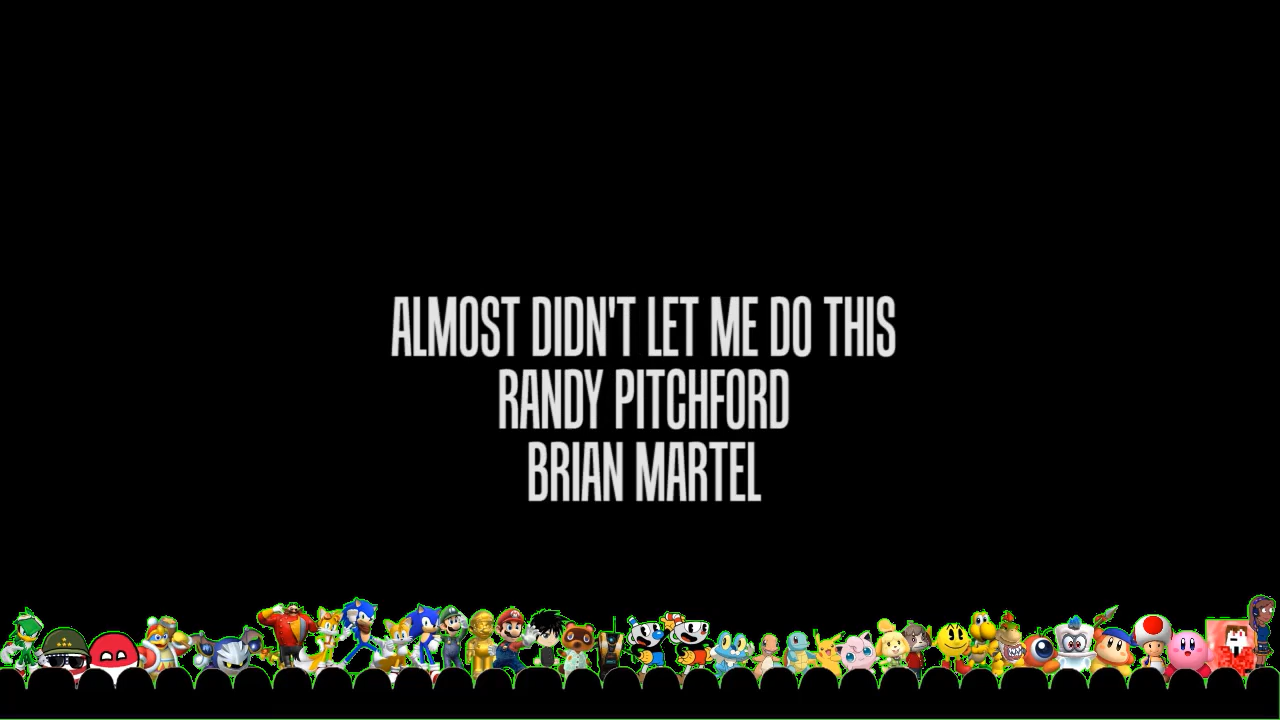 ALMOST DIDN'T LET ME DO THIS
RANDY PITCHFORD
BRIAN MARTEL